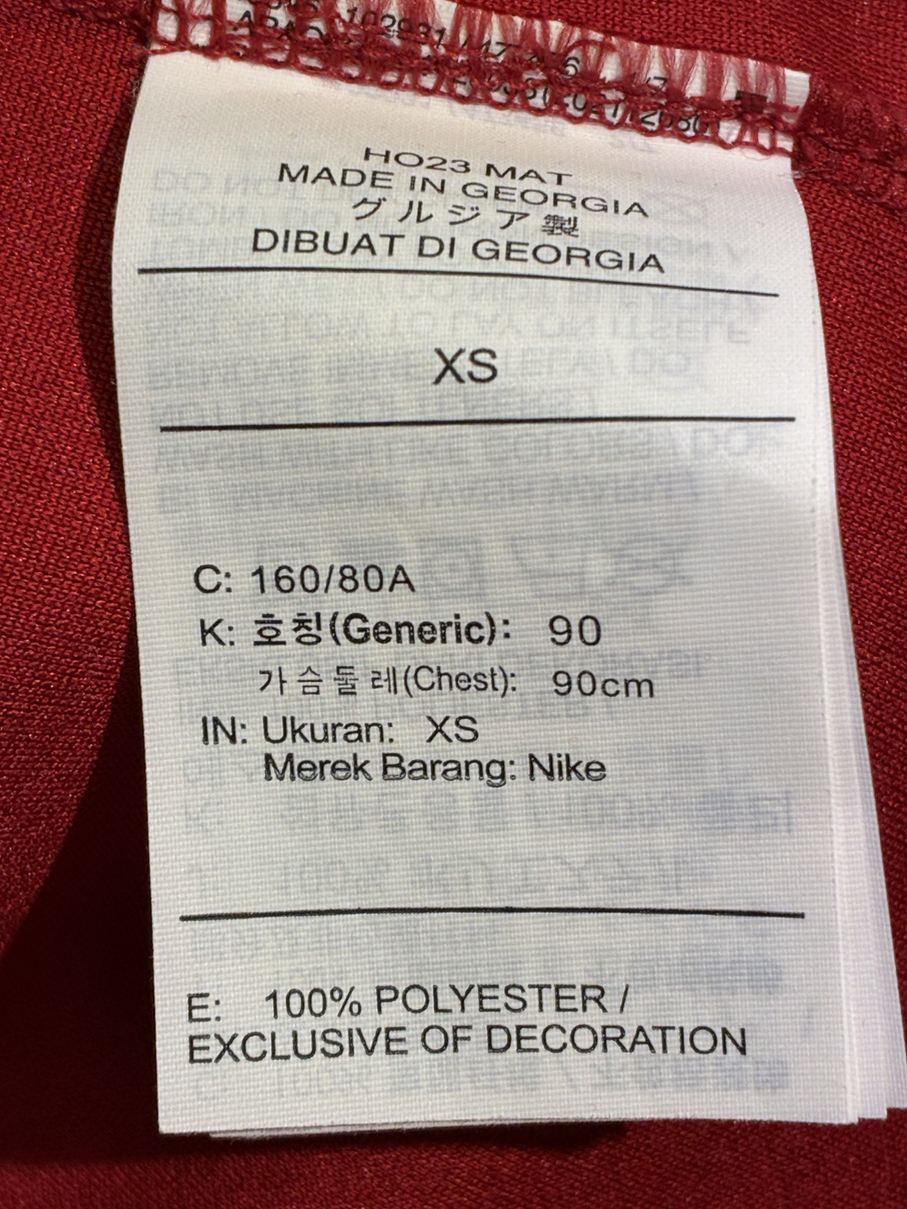 HO23 MAT
MADE IN GEORGIA
グルジア製
DIBUAT DI GEORGIA
XS
C: 160/80A
K: 호칭(Generic): 90
가슴둘레(Chest): 90cm
IN: Ukuran: XS
Merek Barang: Nike
E: 100% POLYESTER /
EXCLUSIVE OF DECORATION